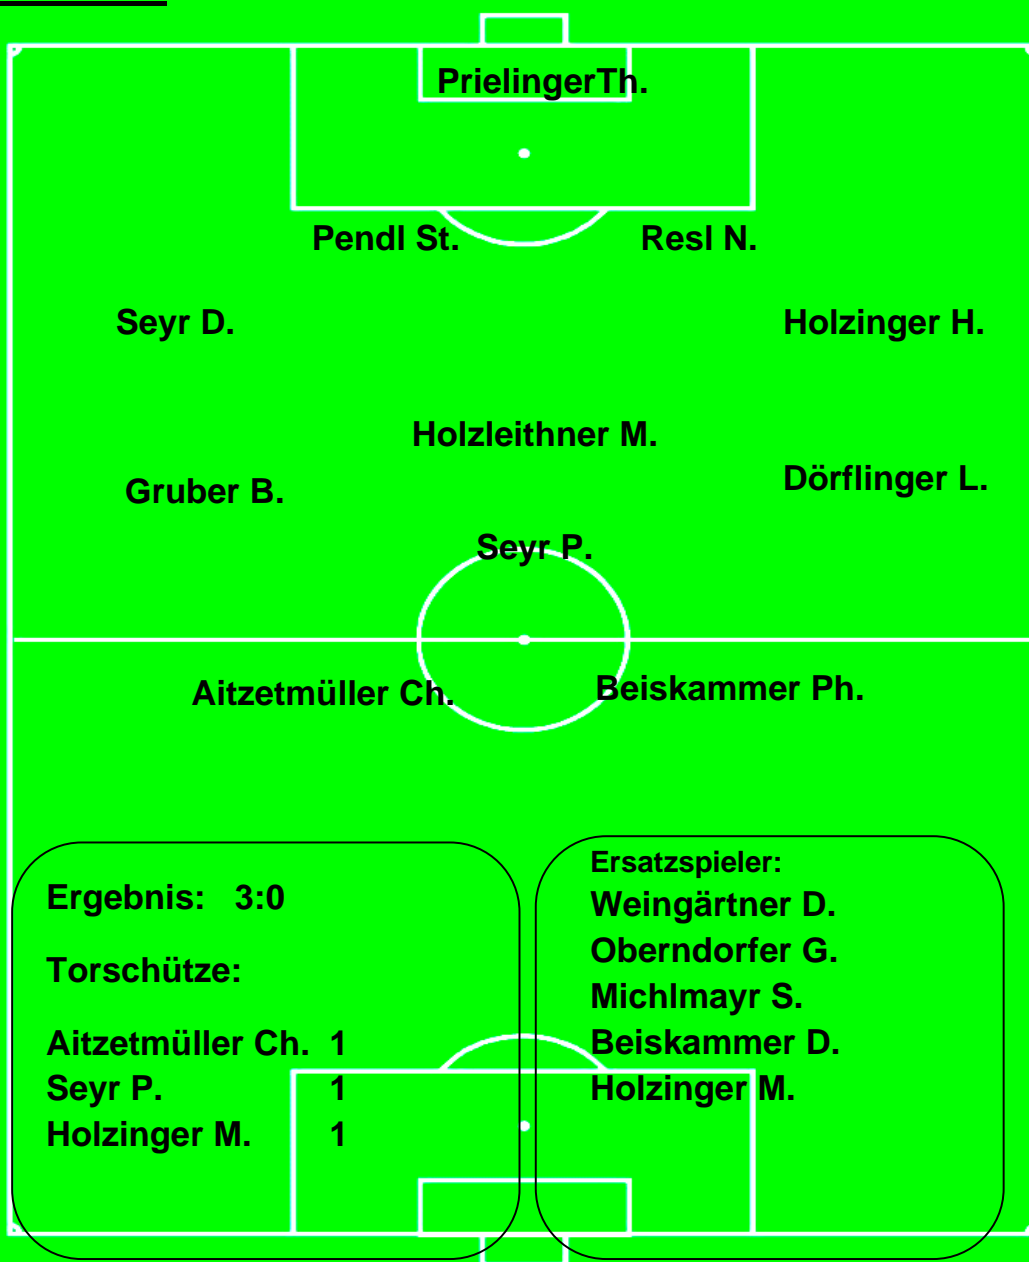 PrielingerTh.
Pendl St. Resl N.
Seyr D. Holzinger H.
Holzleithner M.
Gruber B. Dörflinger L.
Seyr P.
Aitzetmüller Ch. Beiskammer Ph.
Ergebnis: 3:0
Torschütze:
Aitzetmüller Ch. 1
Seyr P. 1
Holzinger M. 1
Ersatzspieler:
Weingärtner D.
Oberndorfer G.
Michlmayr S.
Beiskammer D.
Holzinger M.